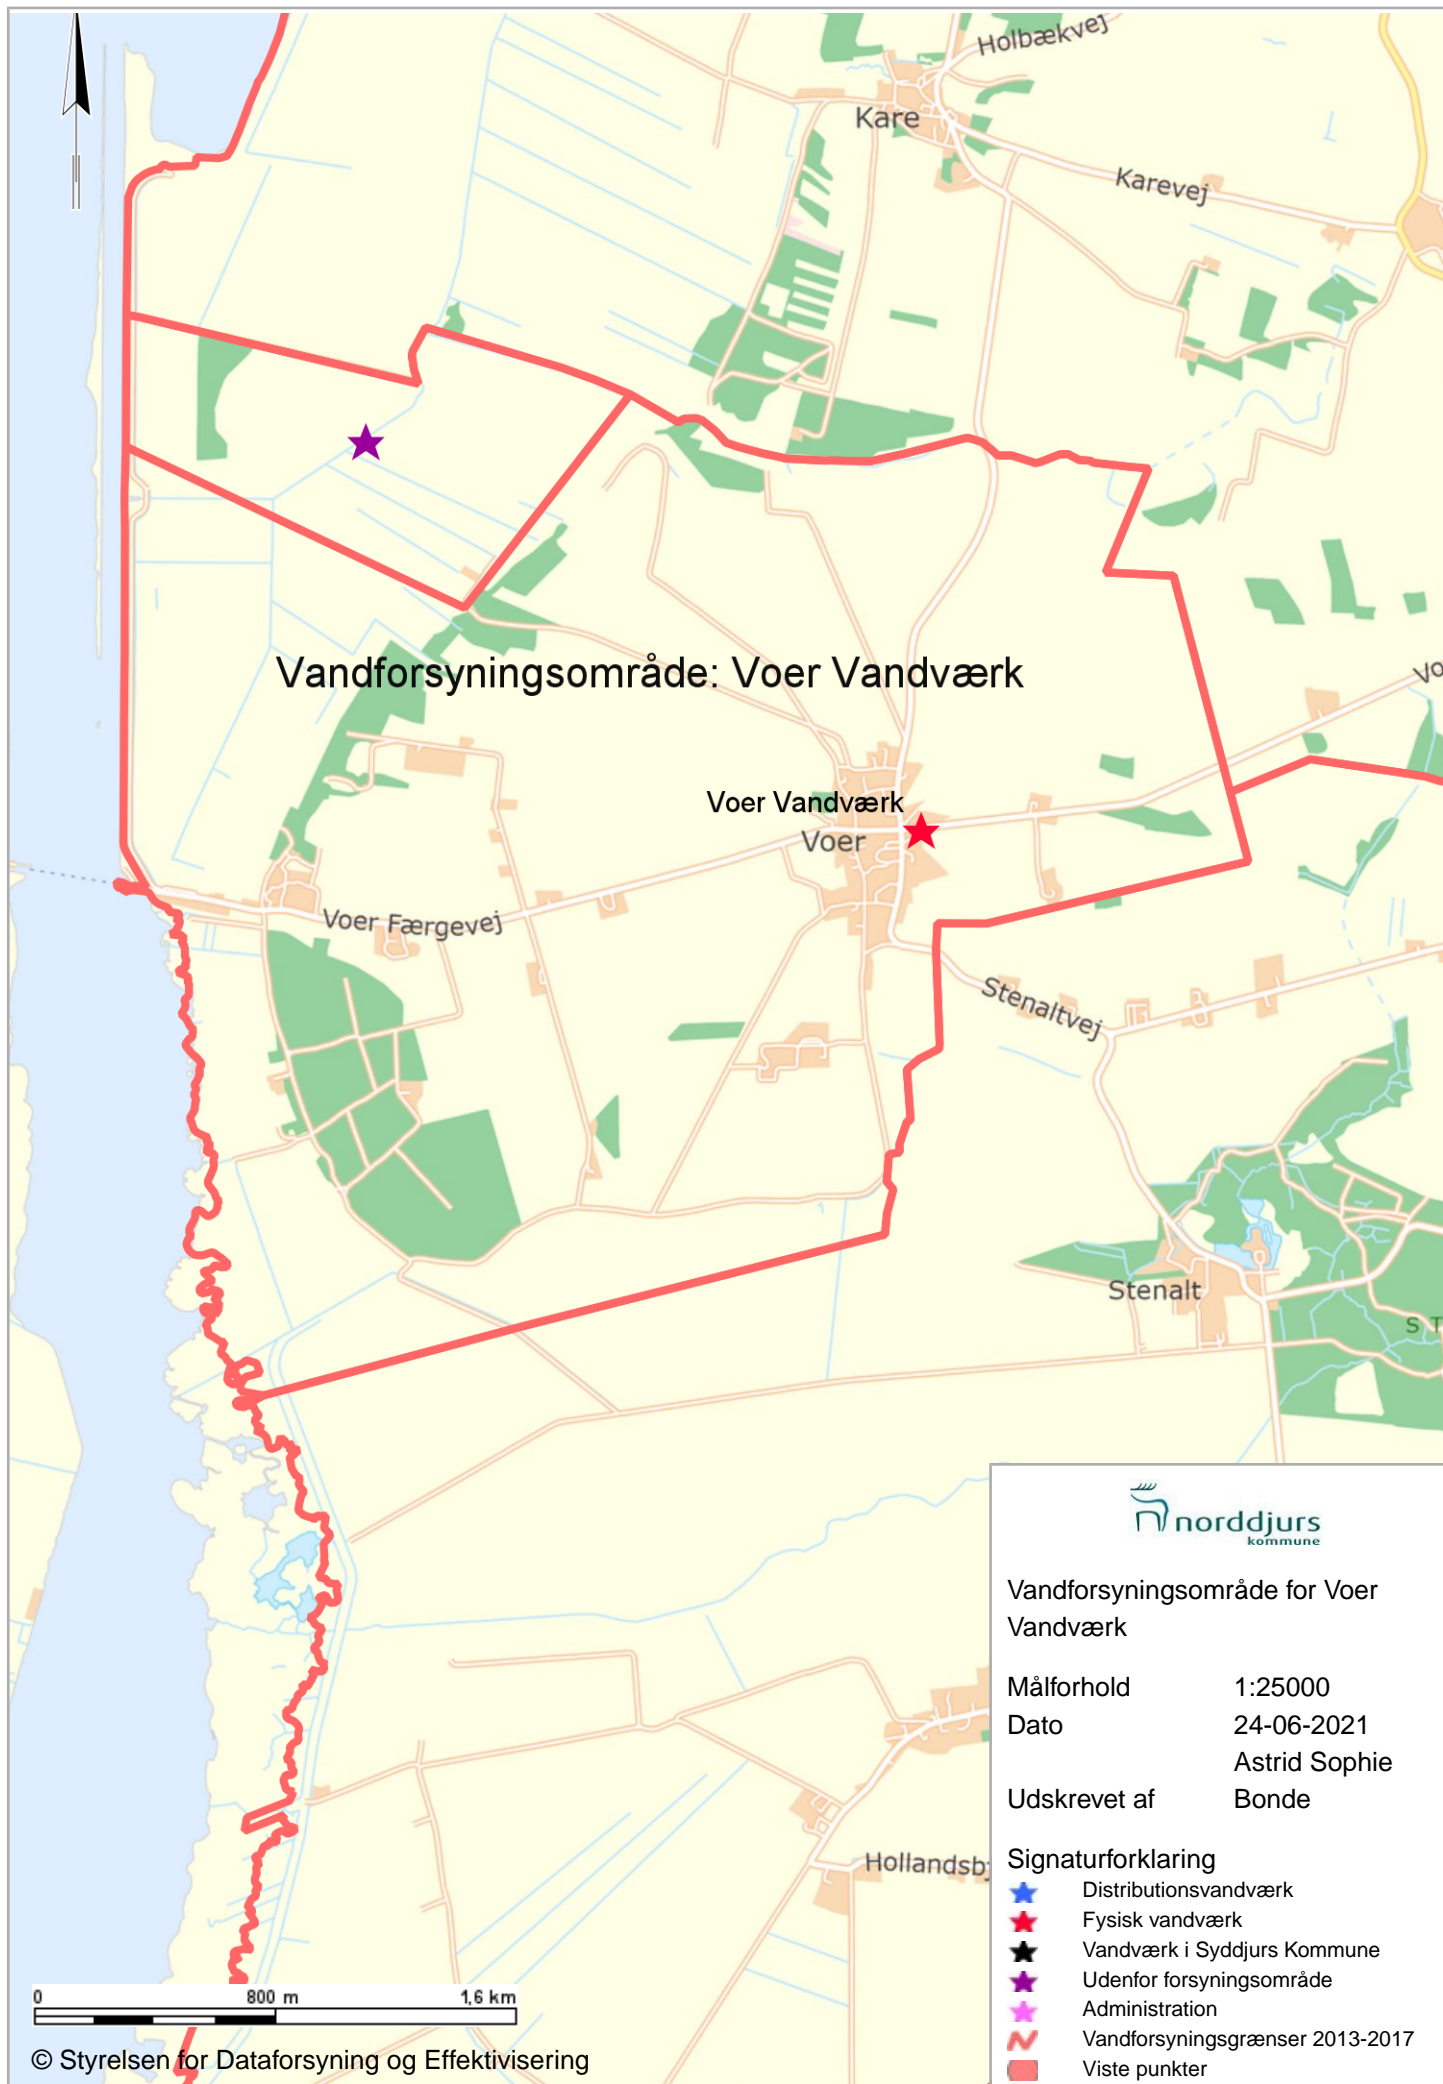 Holbækvej
Kare
Karevej
Vandforsyningsområde: Voer Vandværk
Vo
Voer Vandværk
Voer
Voer Færgevej
Stenaltvej
Stenalt
S T
norddjurs
kommune
Vandforsyningsområde for Voer
Vandværk
Målforhold 1:25000
Dato 24-06-2021
Astrid Sophie
Udskrevet af Bonde
Hollandsb
Signaturforklaring
Distributionsvandværk
Fysisk vandværk
Vandværk i Syddjurs Kommune
Udenfor forsyningsområde
Administration
Vandforsyningsgrænser 2013-2017
Viste punkter
0 800 m 1,6 km
© Styrelsen for Dataforsyning og Effektivisering